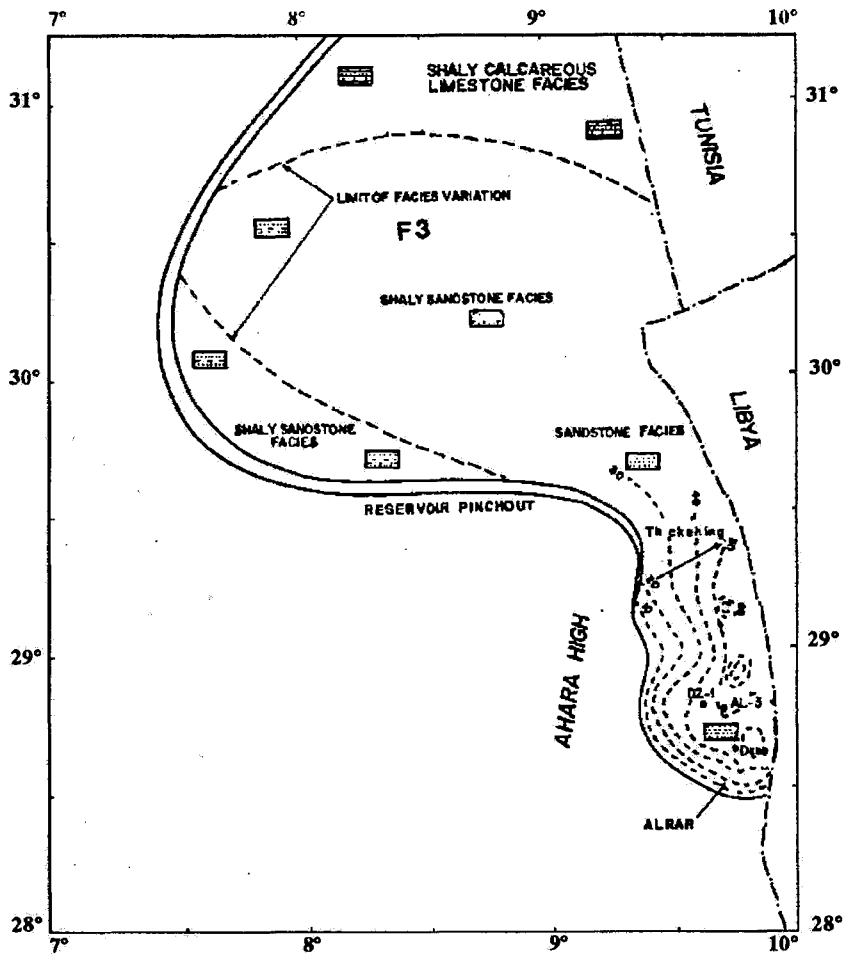 7°
8°
9°
10°
SHALY CALCAREOUS
LIMESTONE FACIES
31°
31°
TUNISIA
LIMIT OF FACIES VARIATION
F3
SHALY SANDSTONE FACIES
30°
30°
LIBYA
SHALY SANDSTONE
FACIES
SANDSTONE FACIES
RESERVOIR PINCHOUT
29°
29°
AHARA HIGH
DZ-1
AL-3
ALRAR
28°
28°
7°
8°
9°
10°